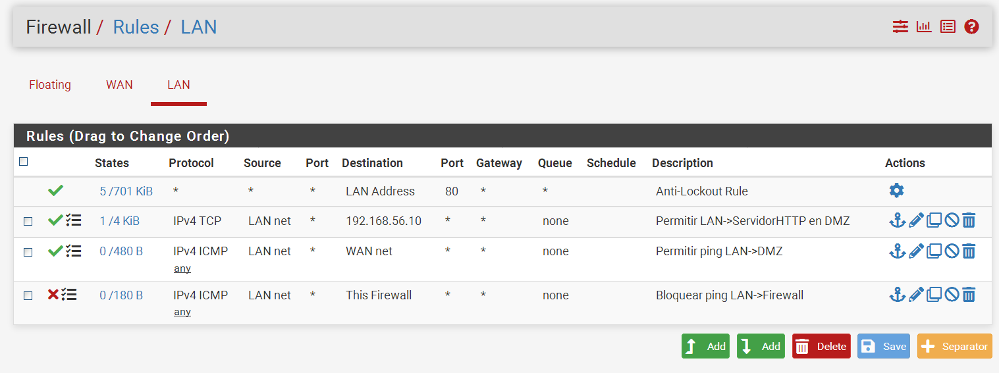 Firewall / Rules / LAN
Floating WAN LAN
Rules (Drag to Change Order)
States Protocol Source Port Destination Port Gateway Queue Schedule Description Actions
5 /701 KiB * * * LAN Address 80 * * Anti-Lockout Rule
1 /4 KiB IPv4 TCP LAN net * 192.168.56.10 * * none Permitir LAN->ServidorHTTP en DMZ
0 /480 B IPv4 ICMP LAN net * WAN net * * none Permitir ping LAN->DMZ
any
0 /180 B IPv4 ICMP LAN net * This Firewall * * none Bloquear ping LAN->Firewall
any
Add Add Delete Save Separator